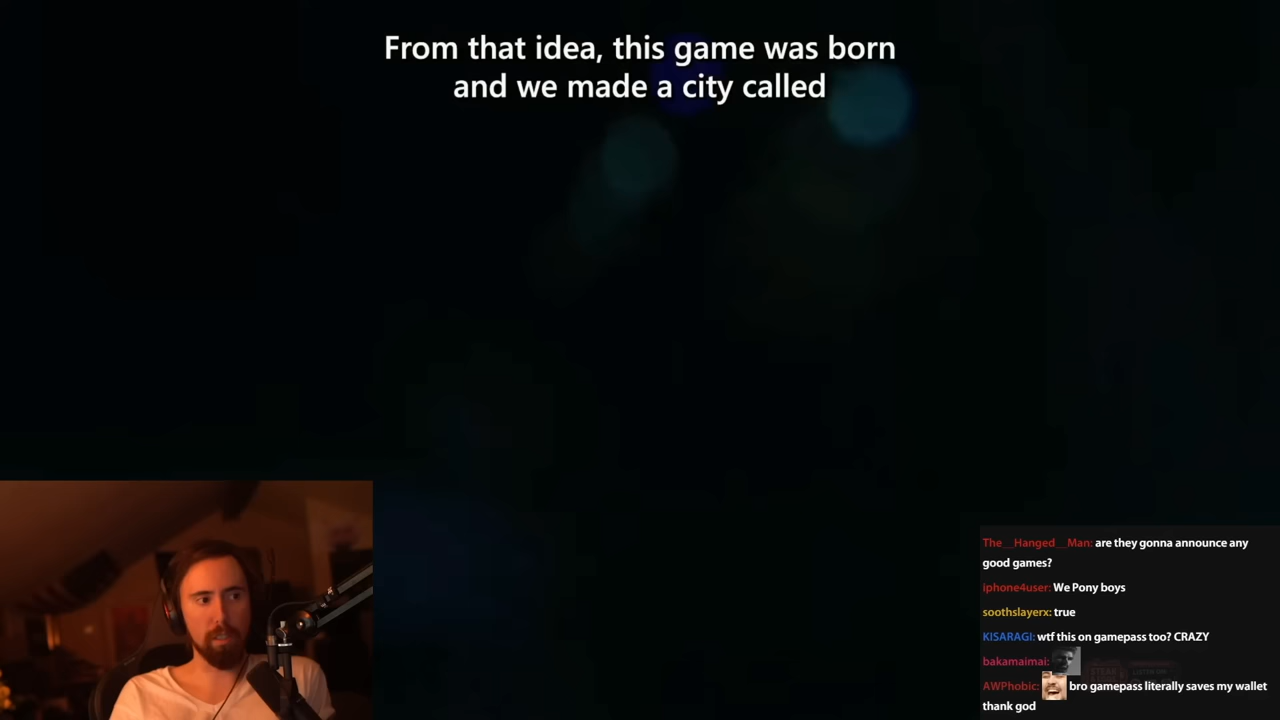 From that idea, this game was born
and we made a city called
The__Hanged__Man: are they gonna announce any
good games?
iphone4user: We Pony boys
soothslayerx: true
KISARAGI: wtf this on gamepass too? CRAZY
bakamaimai:
AWPhobic: bro gamepass literally saves my wallet
thank god